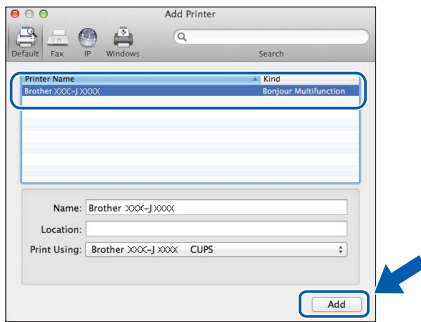 Add Printer
Default Fax IP Windows Search
Printer Name Kind
Brother XXX-J XXXX Bonjour Multifunction
Name: Brother XXX-J XXXX
Location:
Print Using: Brother XXX-J XXXX CUPS
Add